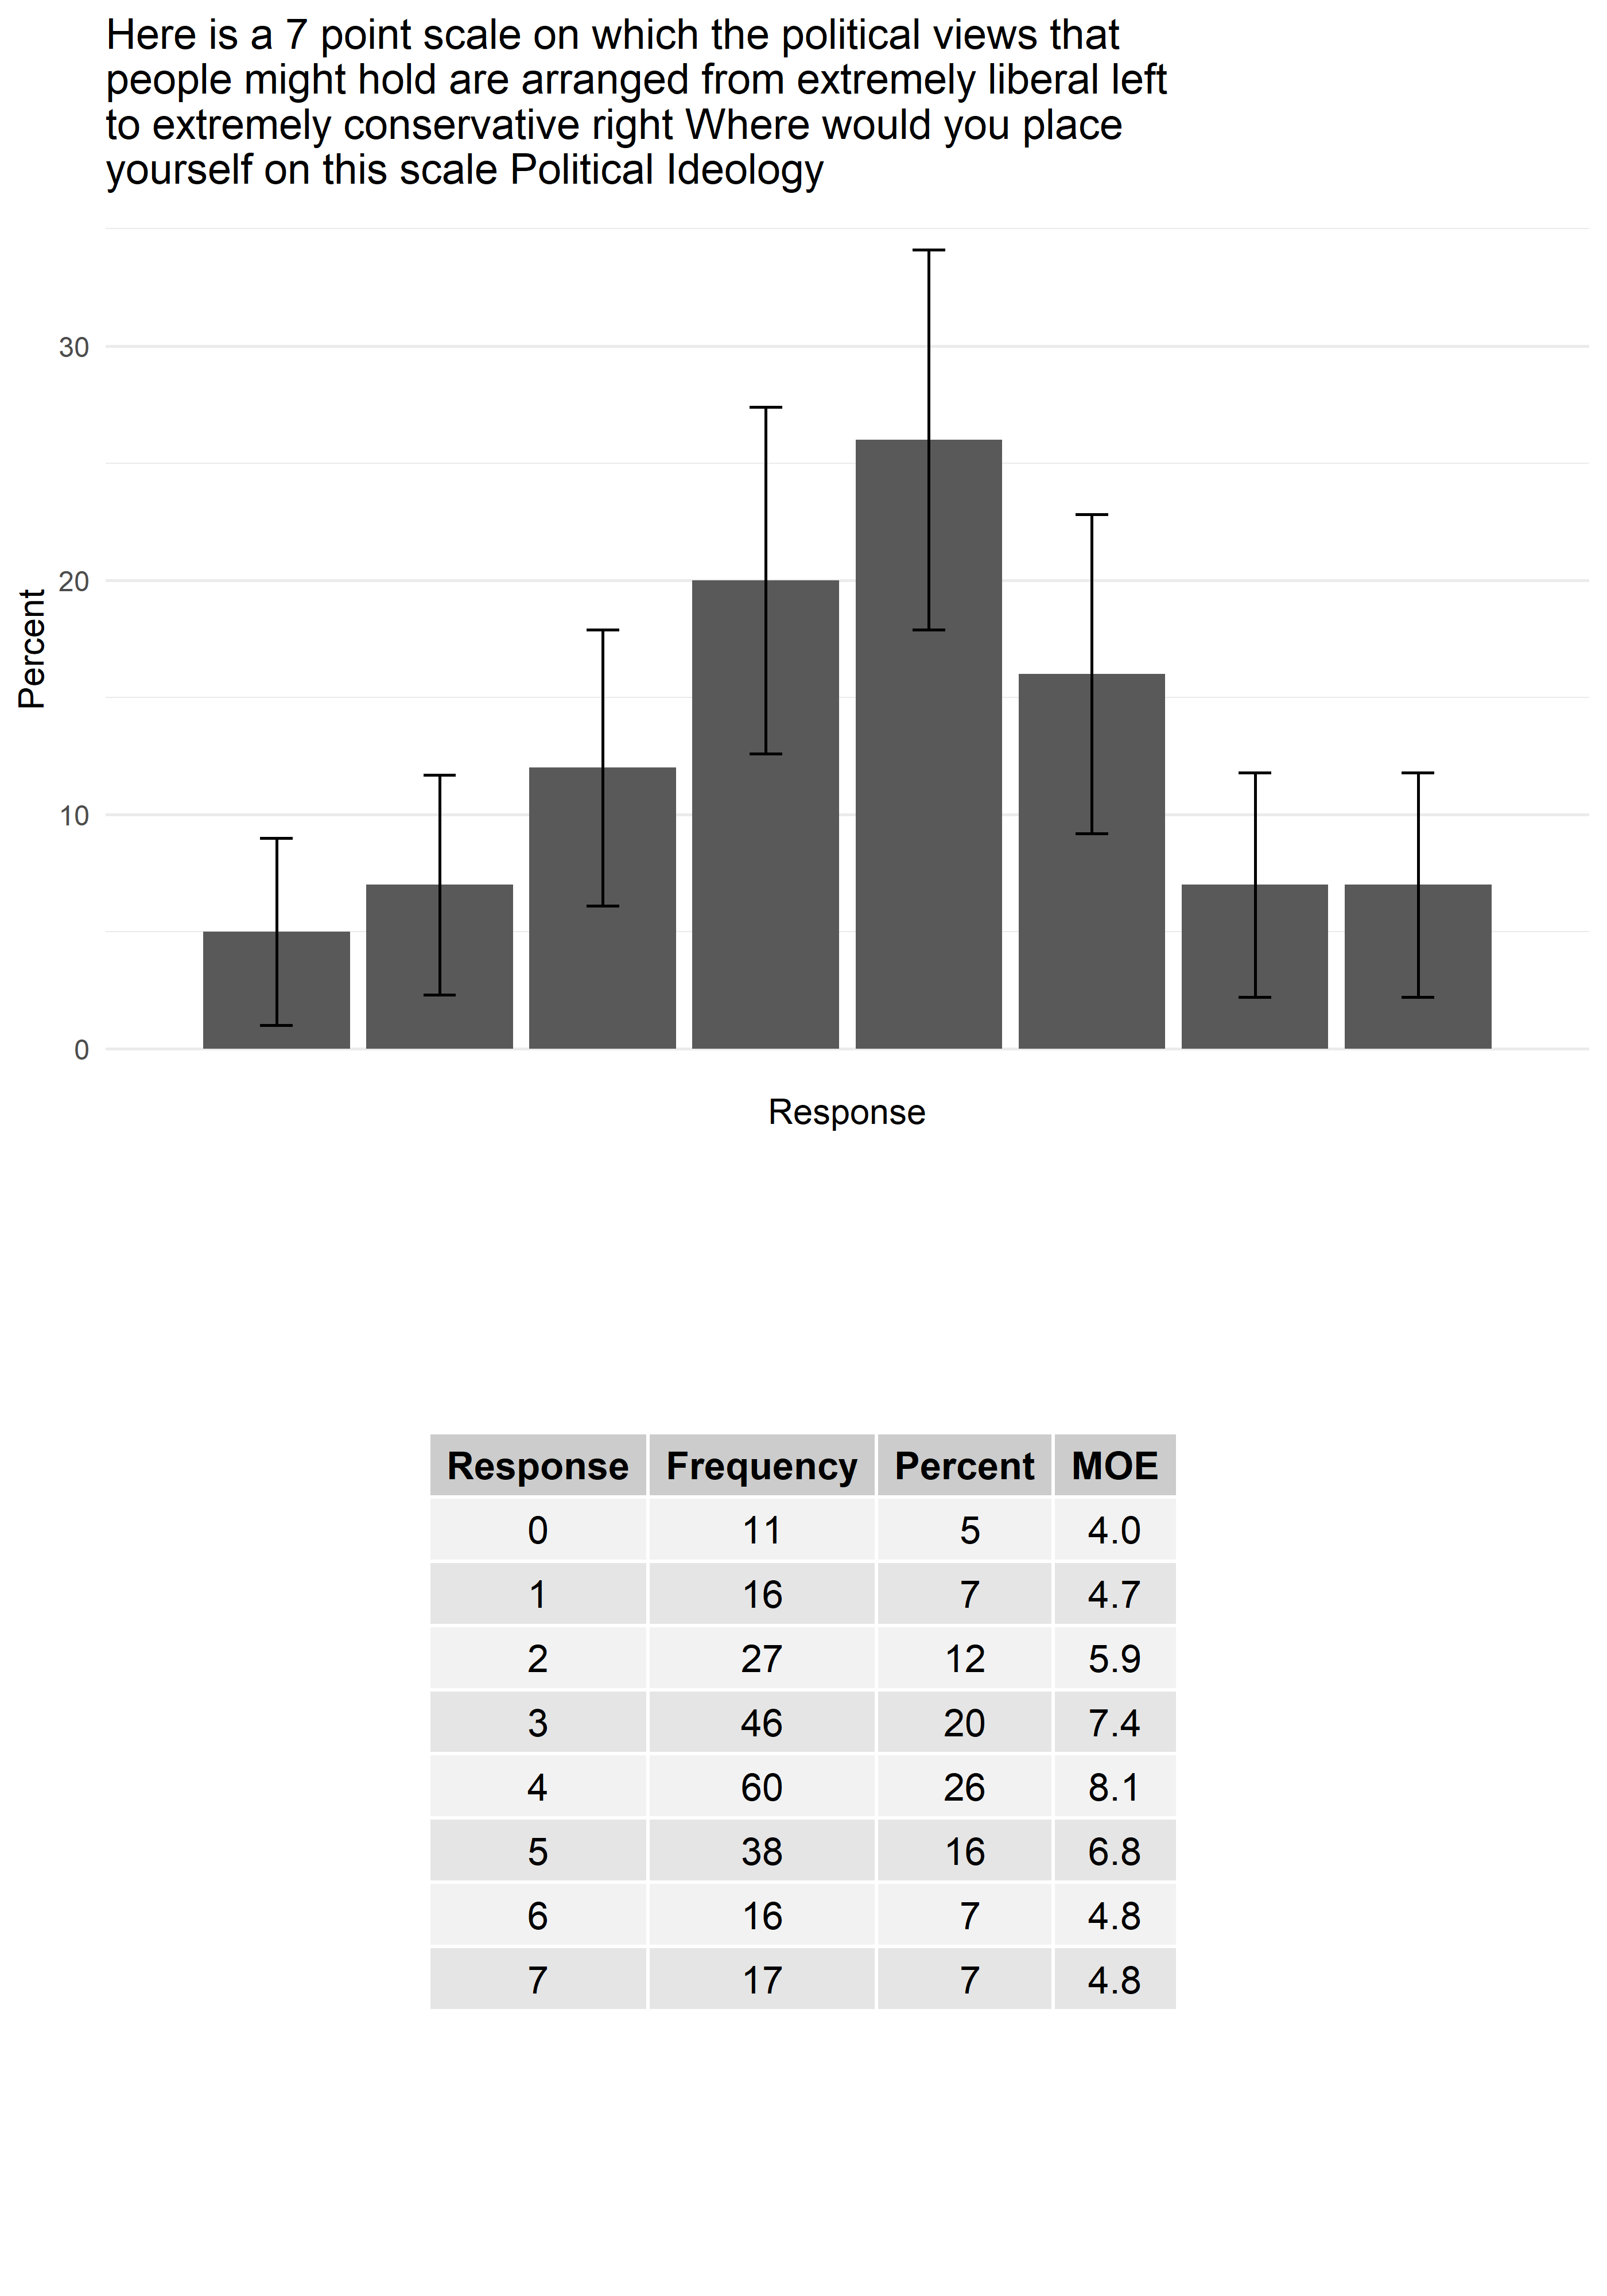 Here is a 7 point scale on which the political views that
people might hold are arranged from extremely liberal left
to extremely conservative right Where would you place
yourself on this scale Political Ideology
30
20
10
0
Percent
Response
Response Frequency Percent MOE
0 11 5 4.0
1 16 7 4.7
2 27 12 5.9
3 46 20 7.4
4 60 26 8.1
5 38 16 6.8
6 16 7 4.8
7 17 7 4.8